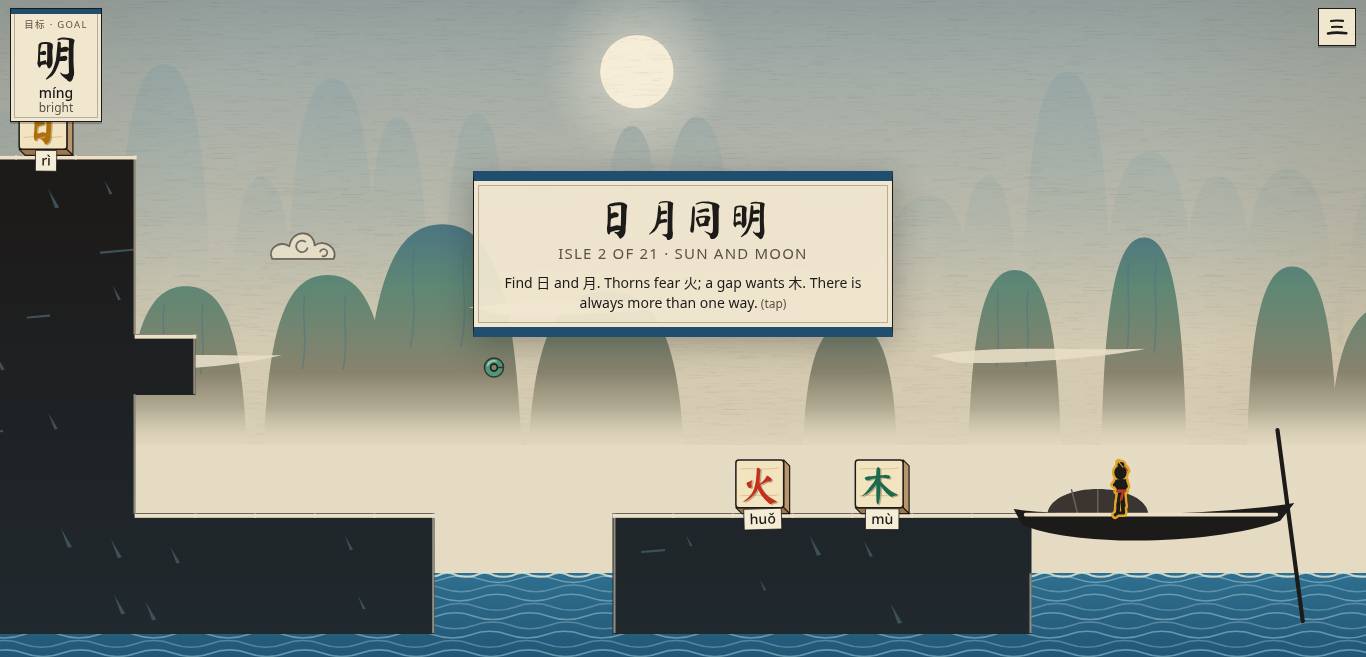 目标 · GOAL
明
míng
bright
日
rì
三
日月同明
ISLE 2 OF 21 · SUN AND MOON
Find 日 and 月. Thorns fear 火; a gap wants 木. There is
always more than one way. (tap)
火
木
huǒ
mù